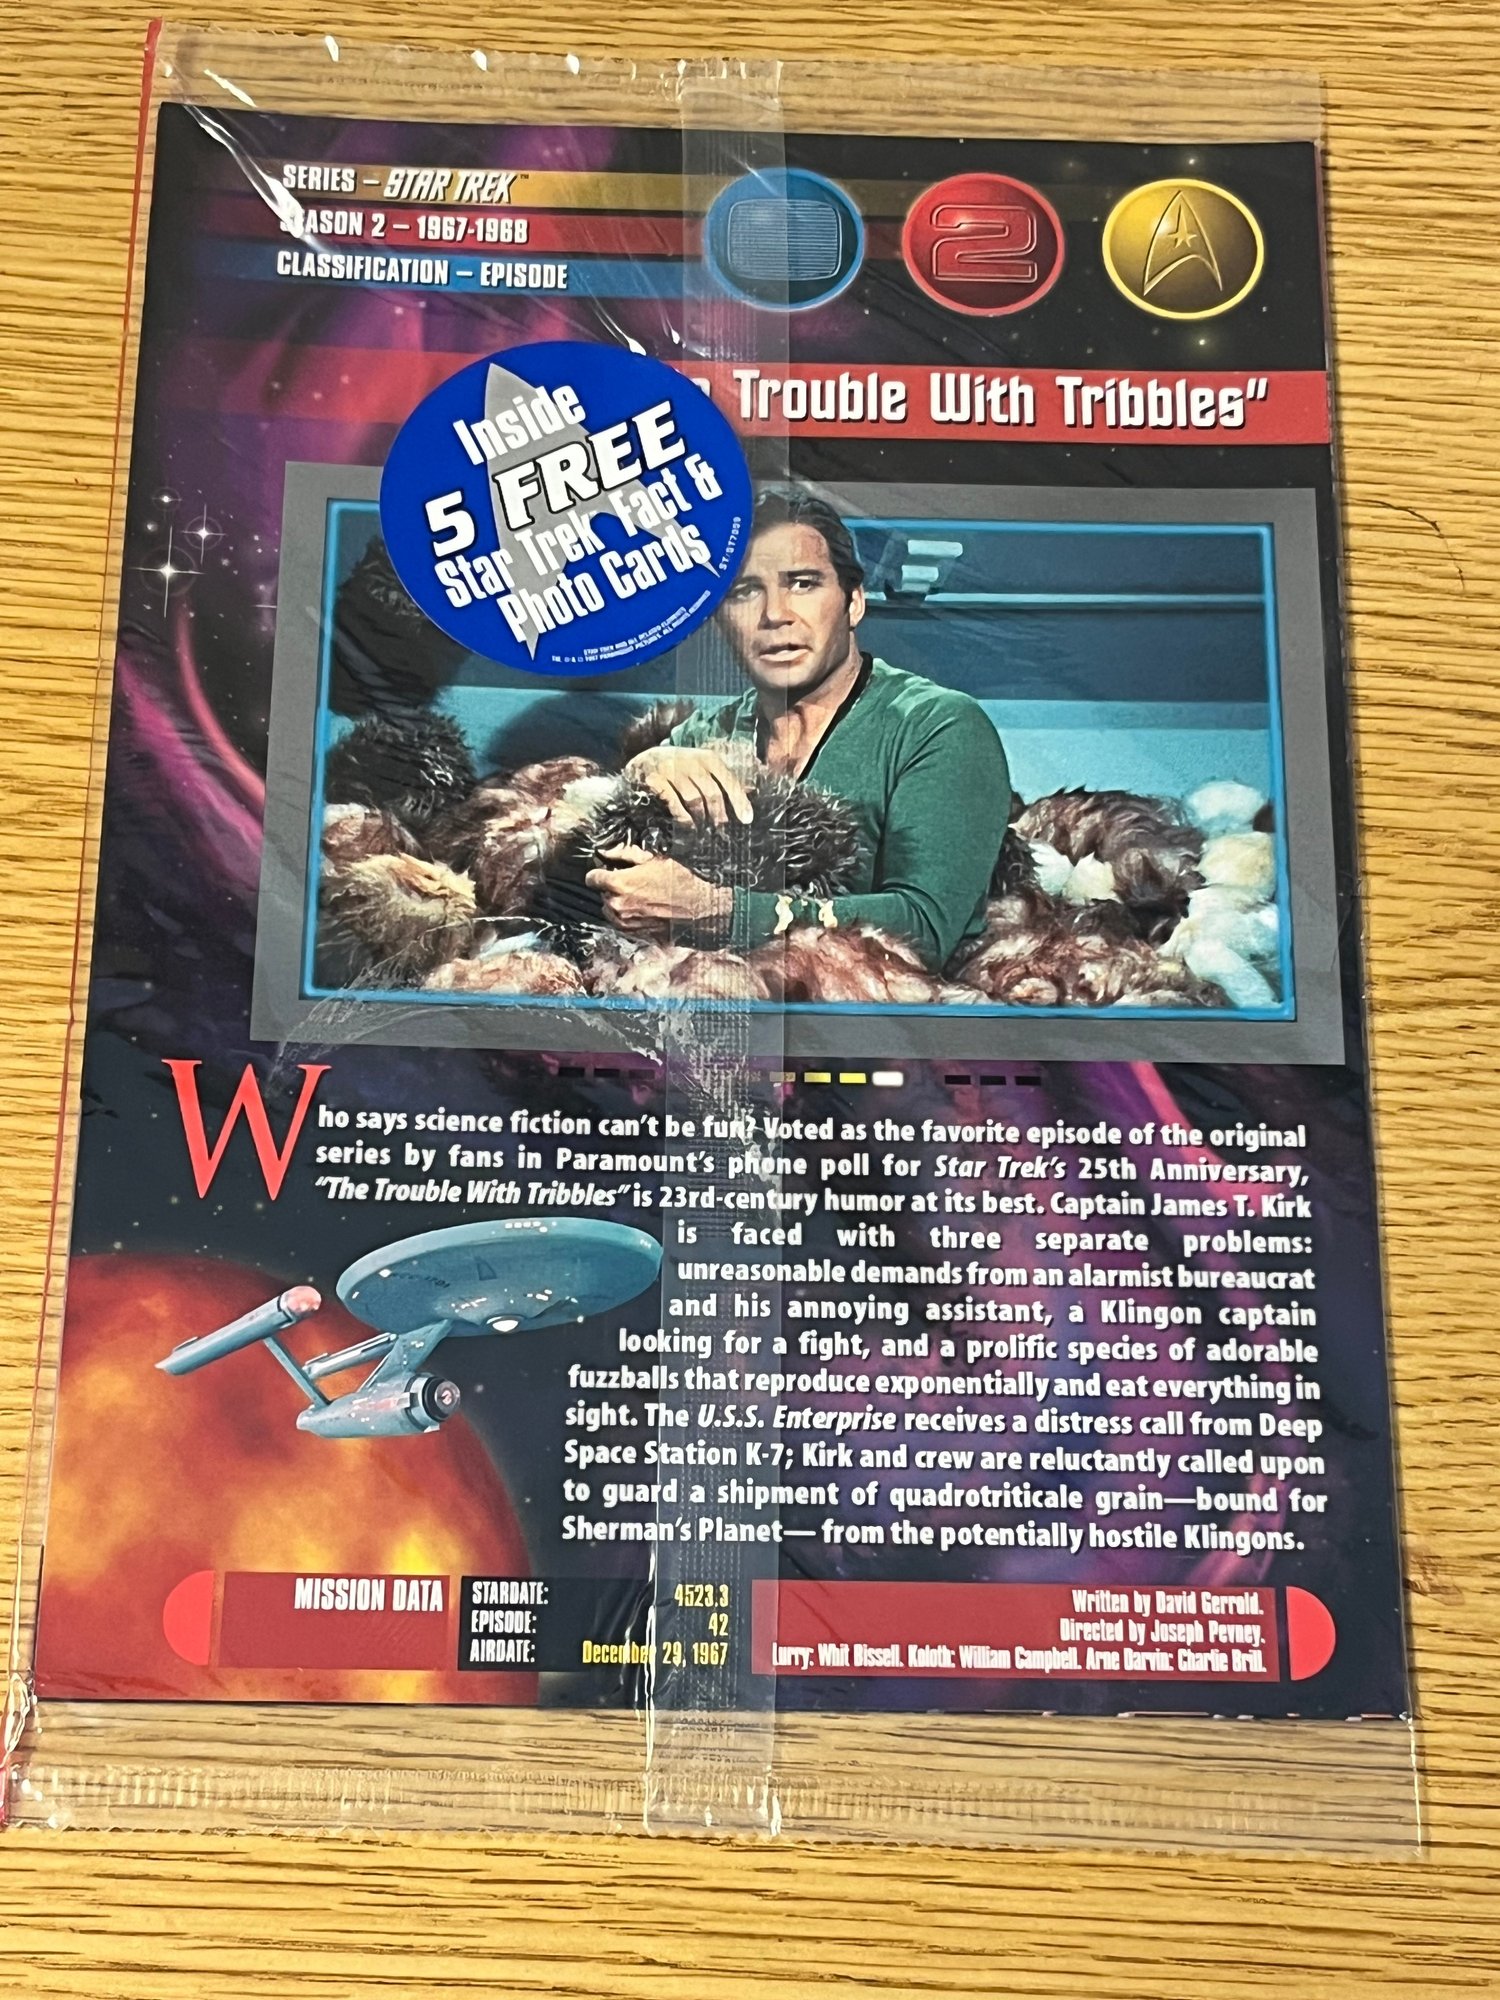 SERIES – STAR TREK™
SEASON 2 – 1967-1968
CLASSIFICATION – EPISODE
2
Trouble With Tribbles"
Inside
5 FREE
Star Trek Fact &
Photo Cards
Who says science fiction can't be fun? Voted as the favorite episode of the original
series by fans in Paramount's phone poll for Star Trek's 25th Anniversary,
"The Trouble With Tribbles" is 23rd-century humor at its best. Captain James T. Kirk
is faced with three separate problems:
unreasonable demands from an alarmist bureaucrat
and his annoying assistant, a Klingon captain
looking for a fight, and a prolific species of adorable
fuzzballs that reproduce exponentially and eat everything in
sight. The U.S.S. Enterprise receives a distress call from Deep
Space Station K-7; Kirk and crew are reluctantly called upon
to guard a shipment of quadrotriticale grain—bound for
Sherman's Planet— from the potentially hostile Klingons.
MISSION DATA
STARDATE: 4523.3
EPISODE: 42
AIRDATE: December 29, 1967
Written by David Gerrold.
Directed by Joseph Pevney.
Lurry: Whit Bissell. Koloth: William Campbell. Arne Darvin: Charlie Brill.